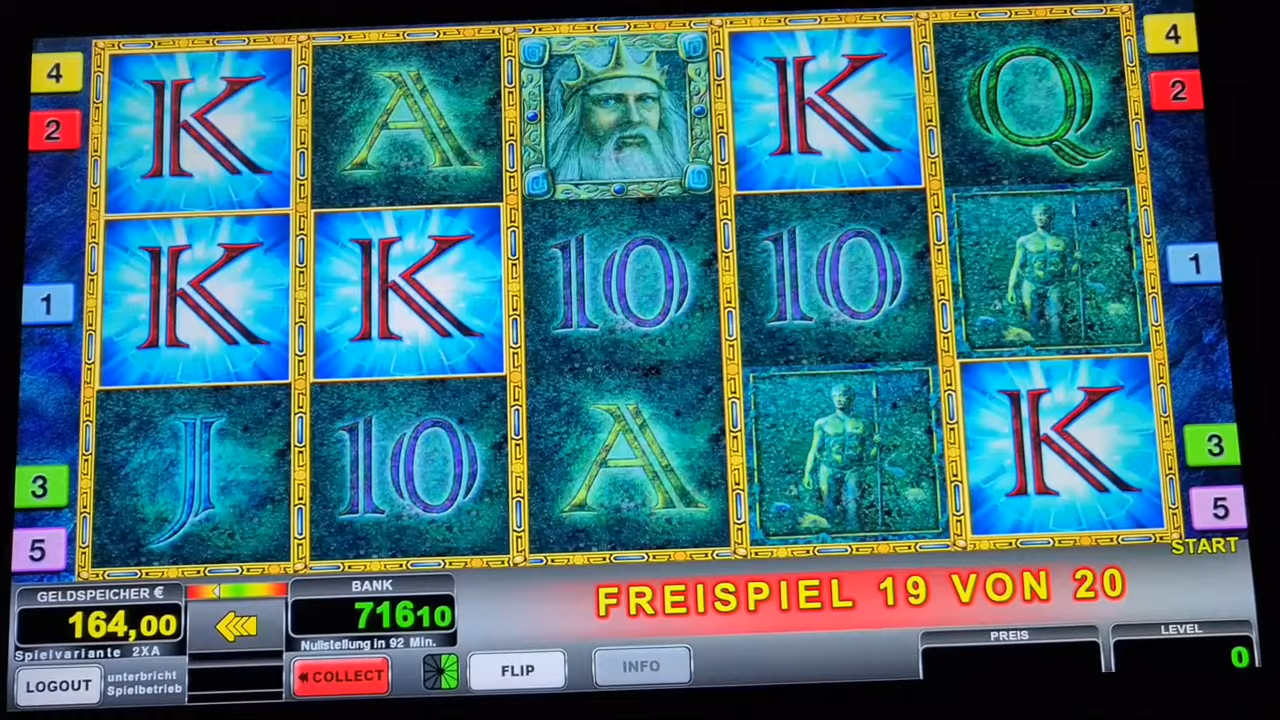 4
2
K
A
K
Q
4
2
1
K
K
10
10
1
3
5
J
10
A
K
3
5
START
GELDSPEICHER €
164,00
Spielvariante 2XA
LOGOUT
unterbricht
Spielbetrieb
BANK
71610
Nullstellung in 92 Min.
COLLECT
FLIP
INFO
FREISPIEL 19 VON 20
PREIS
LEVEL
0